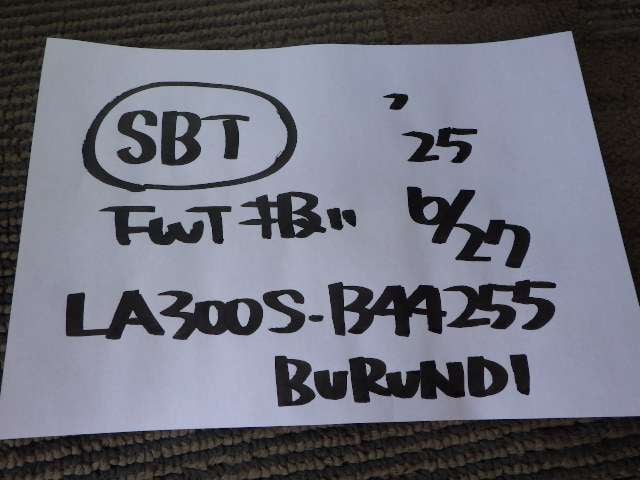 SBT
'25
FWT
6/27
LA300S-1344255
BURUNDI